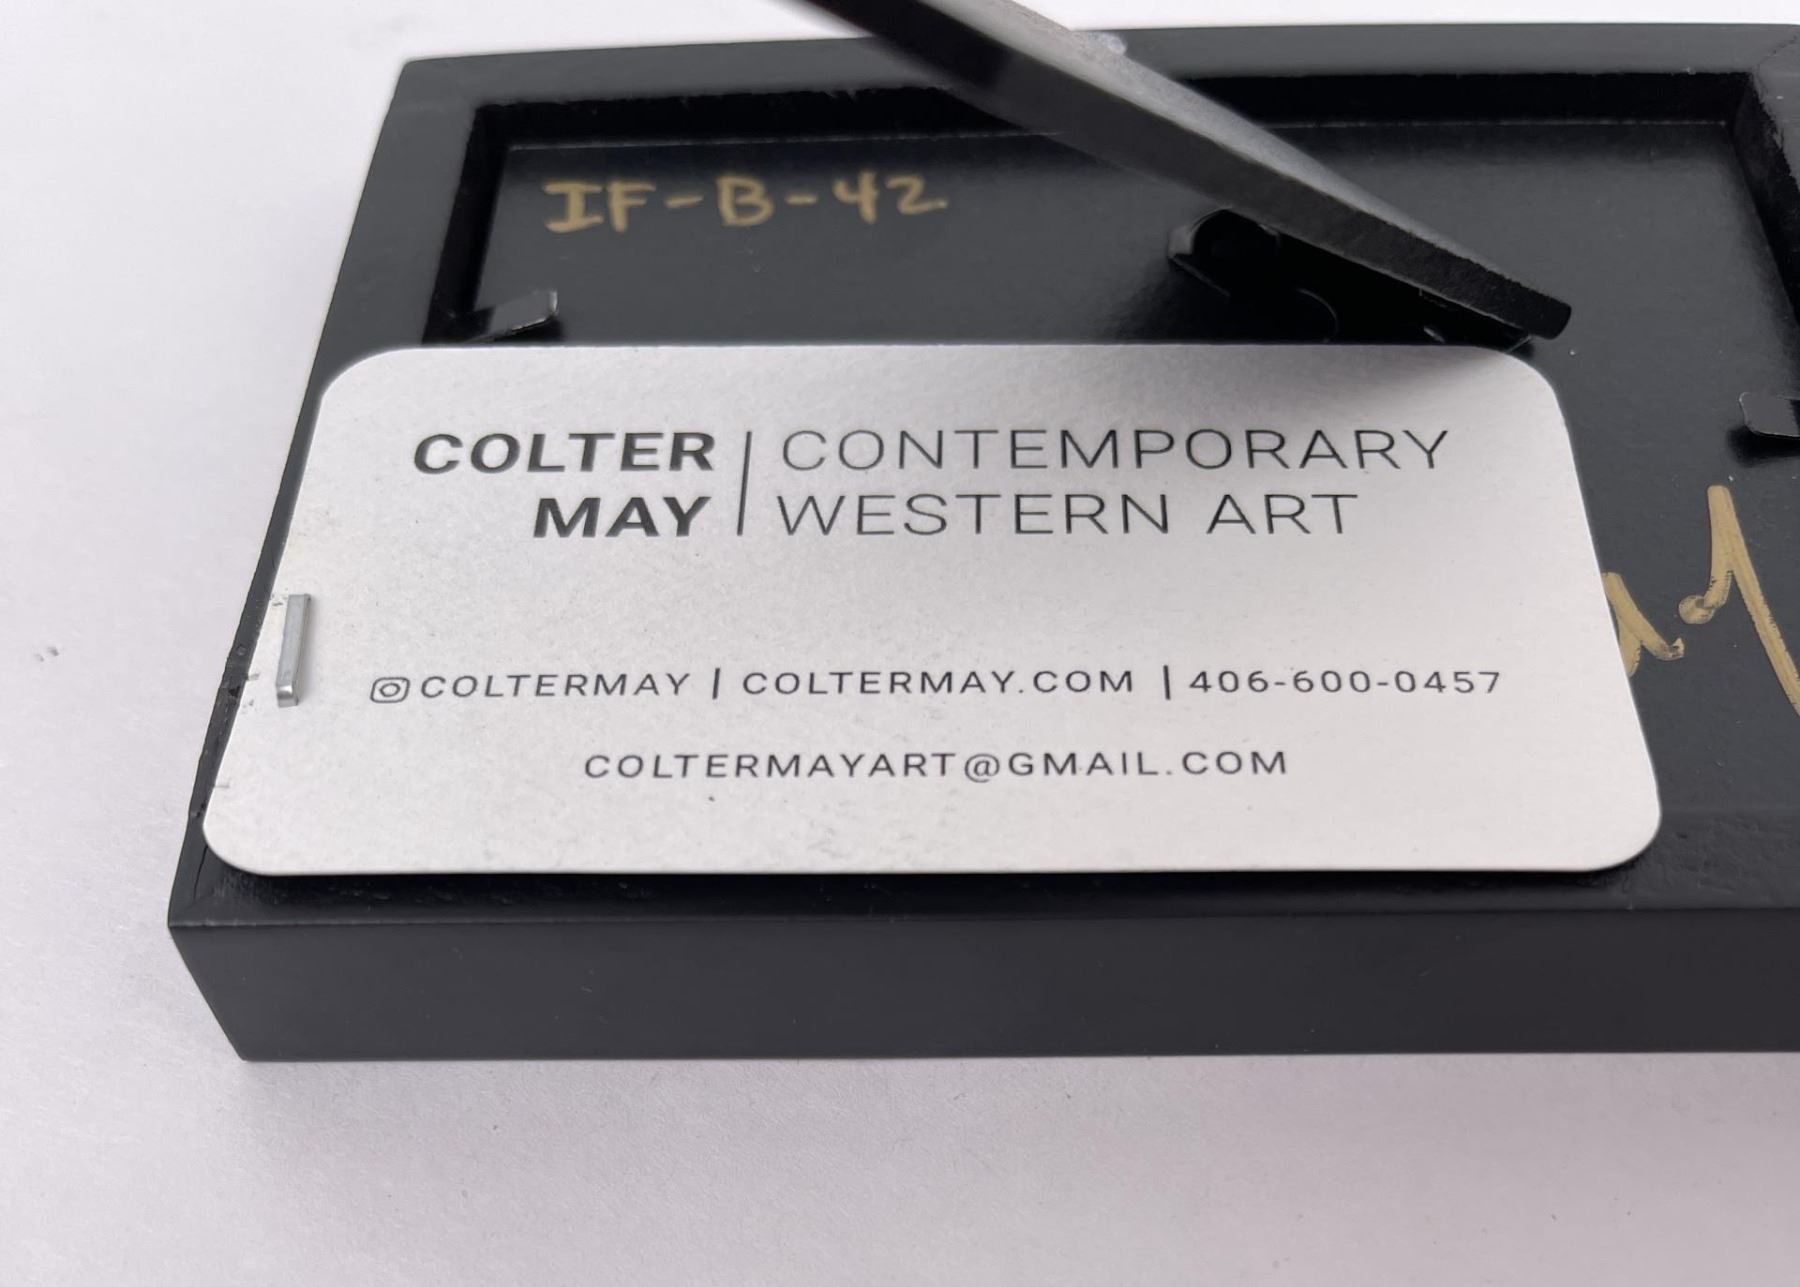 IF-B-42
COLTER MAY | CONTEMPORARY WESTERN ART
COLTERMAY | COLTERMAY.COM | 406-600-0457
COLTERMAYART@GMAIL.COM